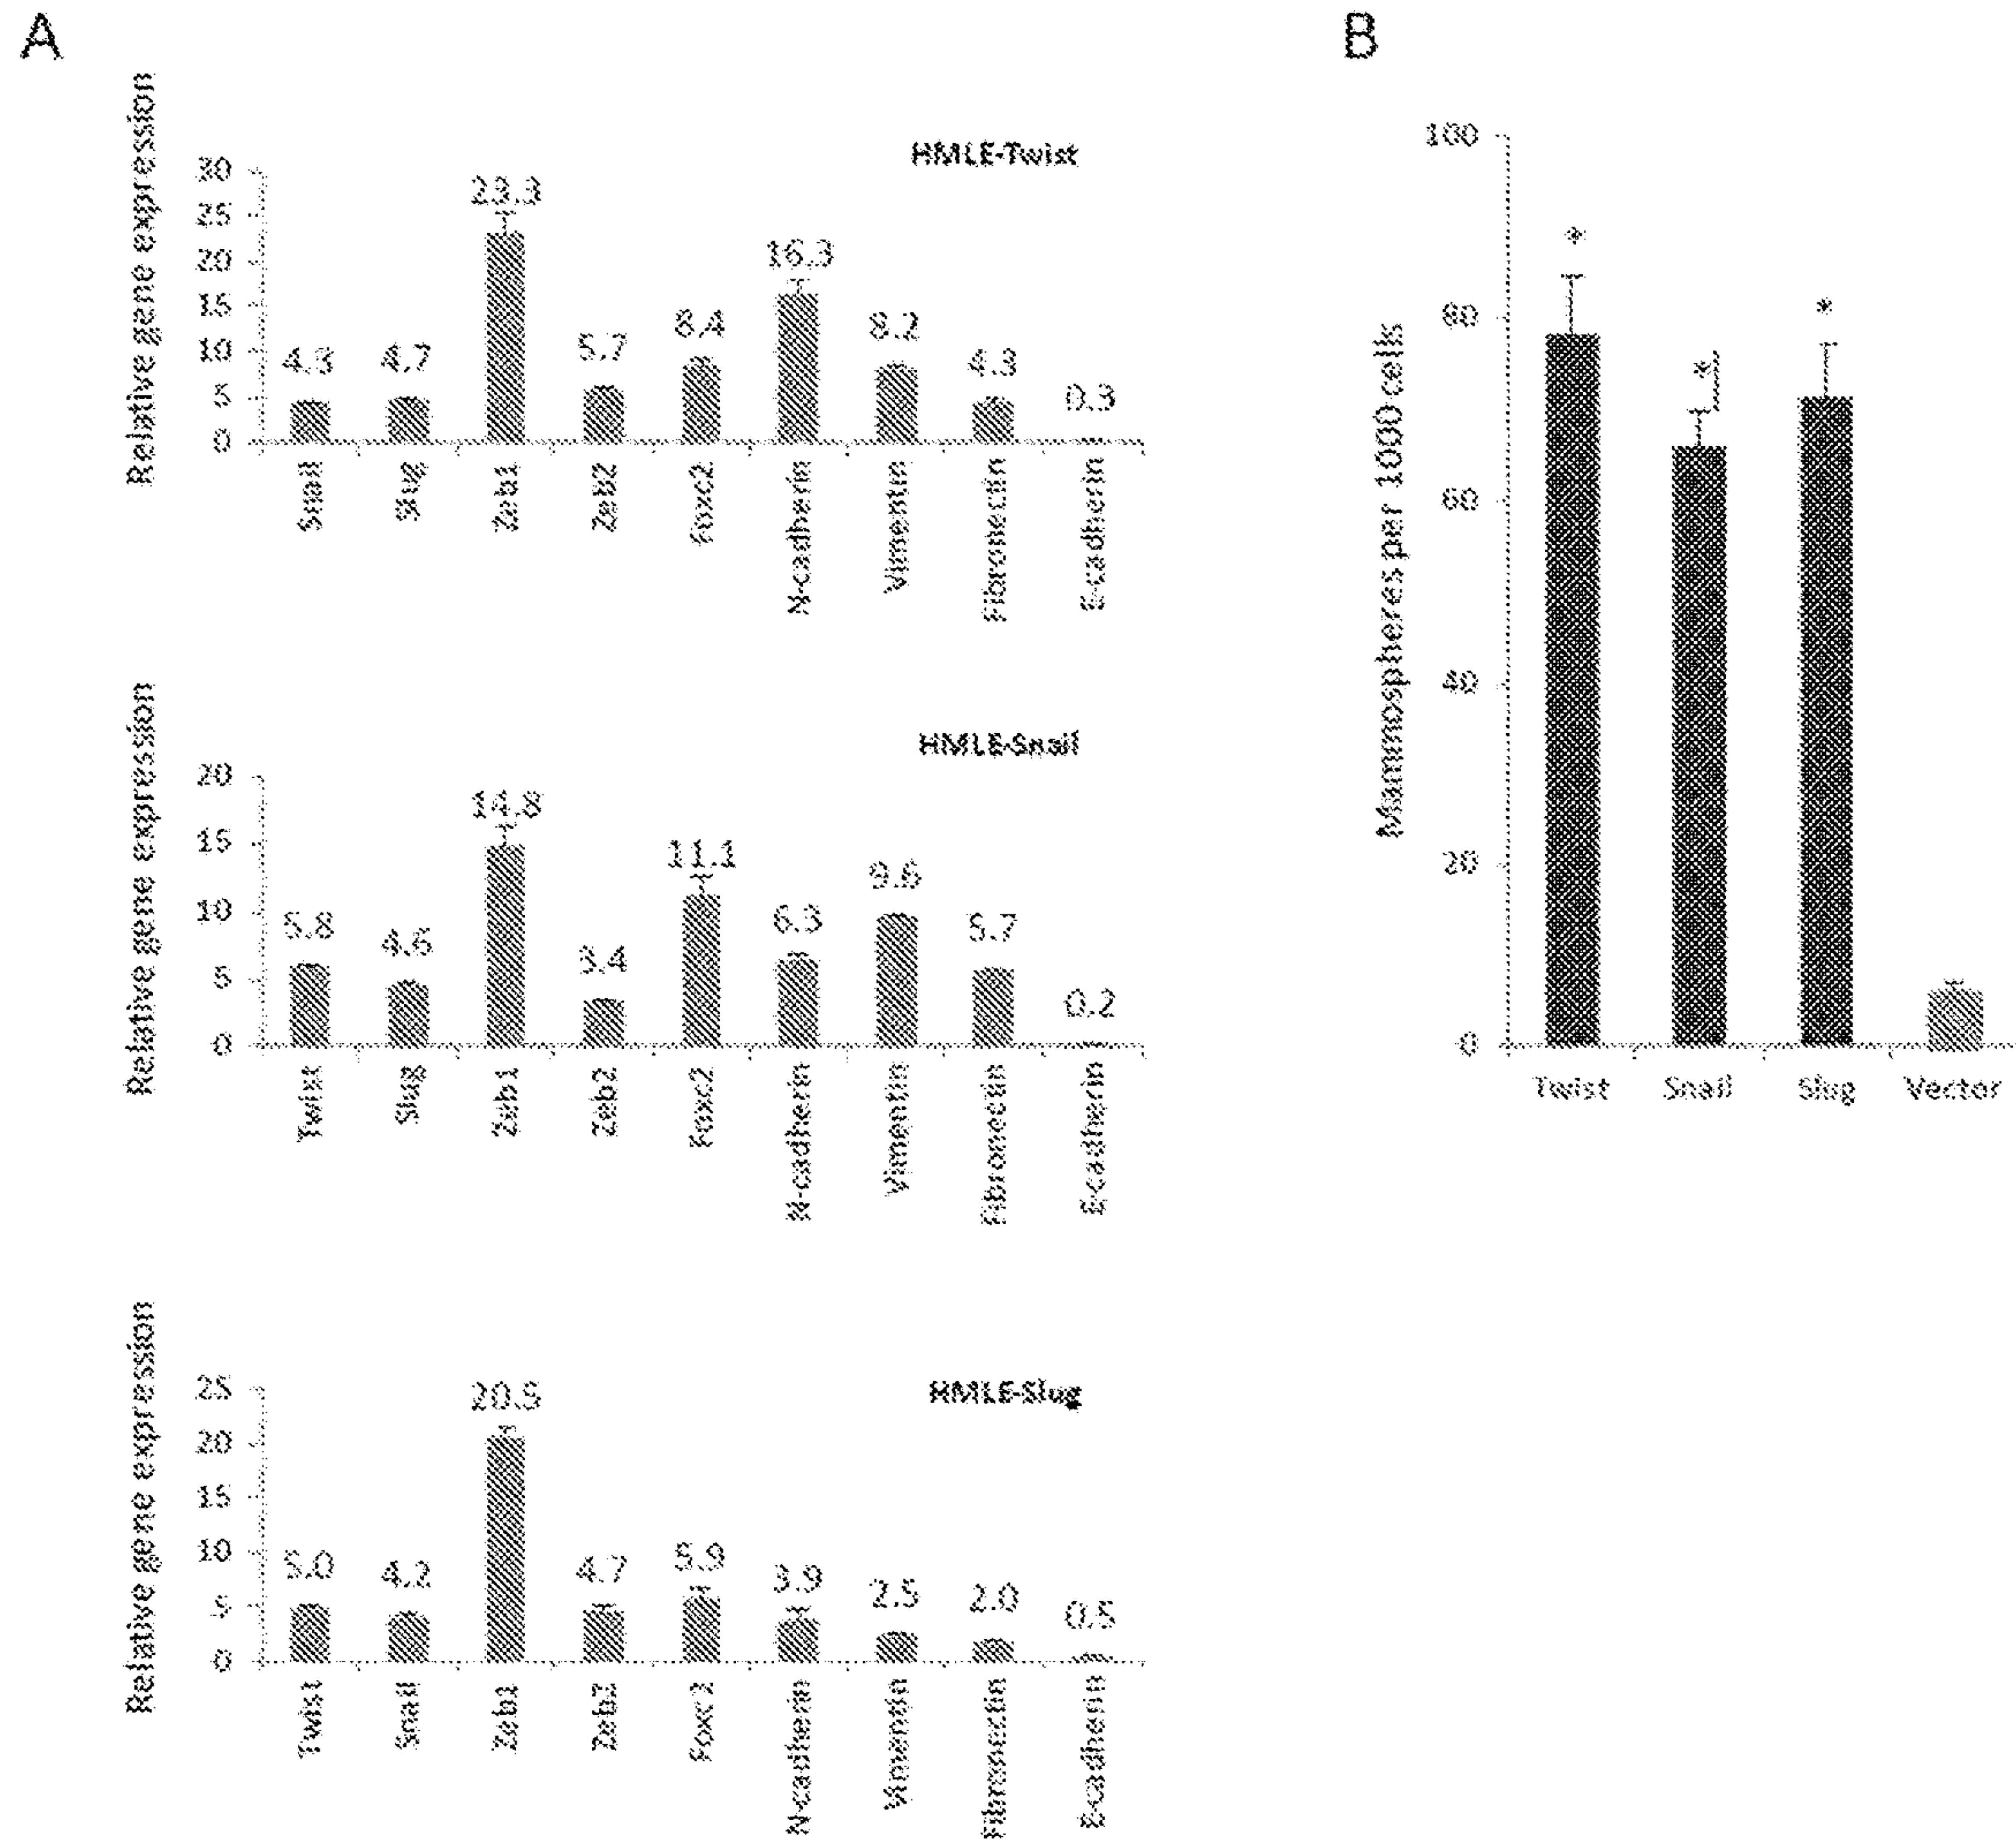 A
Relative gene expression
HMLE-Twist
30
25
20
15
10
5
0
4.3
4.7
23.3
5.7
8.4
16.3
8.2
4.3
0.3
Snail
Slug
Zeb1
Zeb2
Foxc2
N-cadherin
Vimentin
Fibronectin
E-cadherin
Relative gene expression
HMLE-Snail
20
15
10
5
0
5.8
4.6
14.8
3.4
11.1
6.3
9.6
5.7
0.2
Twist
Slug
Zeb1
Zeb2
Foxc2
N-cadherin
Vimentin
Fibronectin
E-cadherin
Relative gene expression
HMLE-Slug
25
20
15
10
5
0
5.0
4.2
20.5
4.7
5.9
3.9
2.5
2.0
0.5
Twist
Snail
Zeb1
Zeb2
Foxc2
N-cadherin
Vimentin
Fibronectin
E-cadherin
B
Mammospheres per 1000 cells
100
80
60
40
20
0
*
*
*
Twist
Snail
Slug
Vector